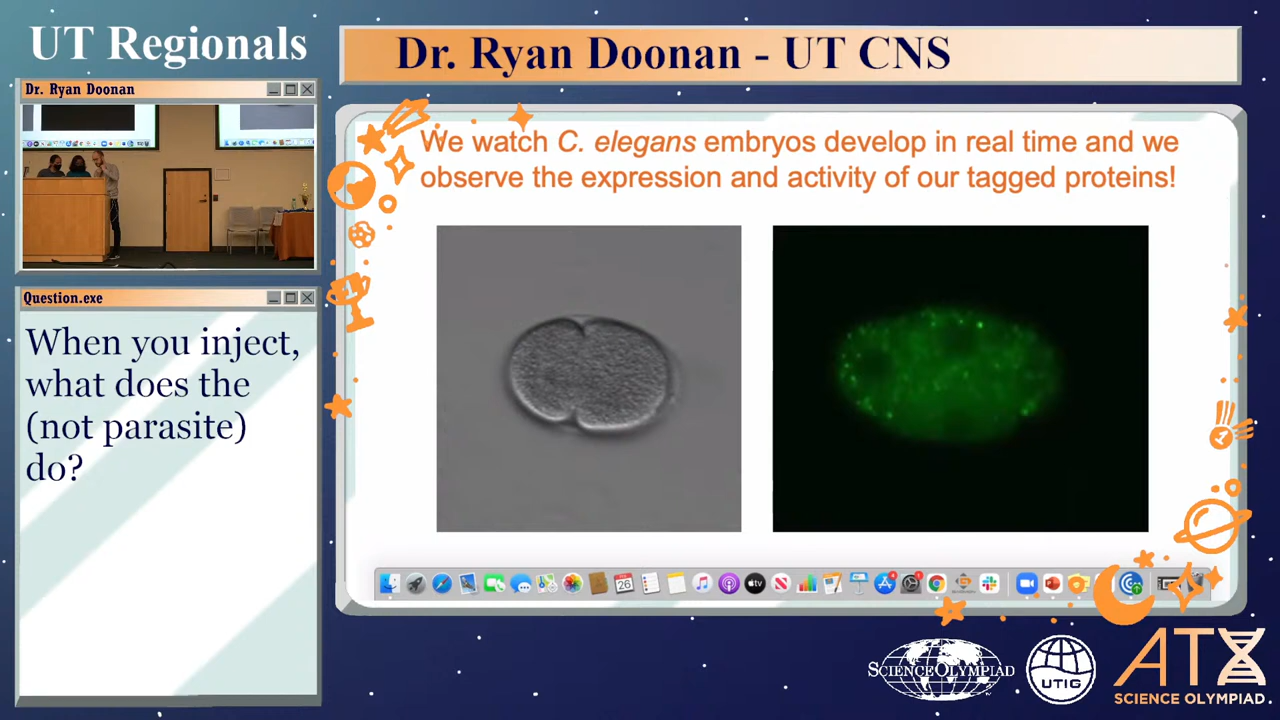 UT Regionals
Dr. Ryan Doonan - UT CNS
Dr. Ryan Doonan
We watch C. elegans embryos develop in real time and we
observe the expression and activity of our tagged proteins!
Question.exe
When you inject,
what does the
(not parasite)
do?
26
tv
SCIENCE OLYMPIAD
UTIG
ATX
SCIENCE OLYMPIAD